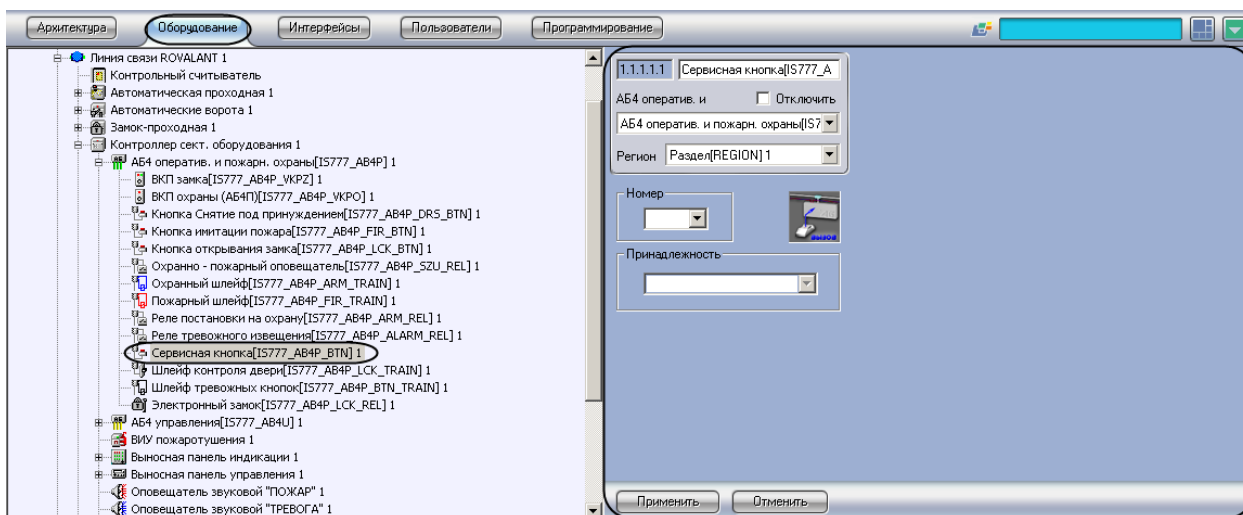 Архитектура Оборудование Интерфейсы Пользователи Программирование
Линия связи ROVALANT 1
Контрольный считыватель
Автоматическая проходная 1
Автоматические ворота 1
Замок-проходная 1
Контроллер сект. оборудования 1
АБ4 оператив. и пожарн. охраны[IS777_AB4P] 1
ВКП замка[IS777_AB4P_VKPZ] 1
ВКП охраны (АБ4П)[IS777_AB4P_VKPO] 1
Кнопка Снятие под принуждением[IS777_AB4P_DRS_BTN] 1
Кнопка имитации пожара[IS777_AB4P_FIR_BTN] 1
Кнопка открывания замка[IS777_AB4P_LCK_BTN] 1
Охранно - пожарный оповещатель[IS777_AB4P_SZU_REL] 1
Охранный шлейф[IS777_AB4P_ARM_TRAIN] 1
Пожарный шлейф[IS777_AB4P_FIR_TRAIN] 1
Реле постановки на охрану[IS777_AB4P_ARM_REL] 1
Реле тревожного извещения[IS777_AB4P_ALARM_REL] 1
Сервисная кнопка[IS777_AB4P_BTN] 1
Шлейф контроля двери[IS777_AB4P_LCK_TRAIN] 1
Шлейф тревожных кнопок[IS777_AB4P_BTN_TRAIN] 1
Электронный замок[IS777_AB4P_LCK_REL] 1
АБ4 управления[IS777_AB4U] 1
ВИУ пожаротушения 1
Выносная панель индикации 1
Выносная панель управления 1
Оповещатель звуковой "ПОЖАР" 1
Оповещатель звуковой "ТРЕВОГА" 1
1.1.1.1.1 Сервисная кнопка[IS777_A
АБ4 оператив. и Отключить
АБ4 оператив. и пожарн. охраны[IS7
Регион Раздел[REGION] 1
Номер
вызов
Принадлежность
Применить Отменить